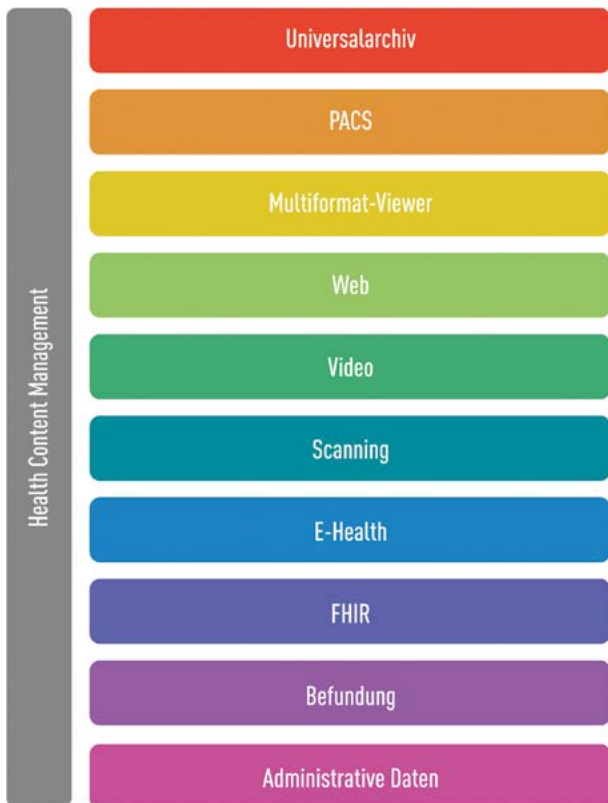 Health Content Management
Universalarchiv
PACS
Multiformat-Viewer
Web
Video
Scanning
E-Health
FHIR
Befundung
Administrative Daten